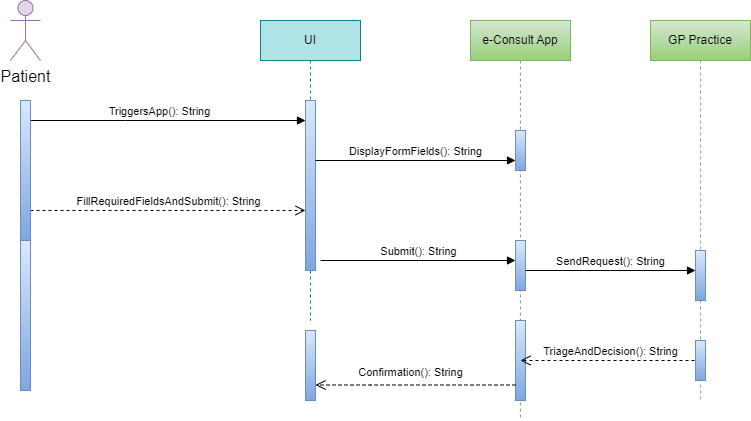 UI
e-Consult App
GP Practice
Patient
TriggersApp(): String
DisplayFormFields(): String
FillRequiredFieldsAndSubmit(): String
Submit(): String
SendRequest(): String
TriageAndDecision(): String
Confirmation(): String